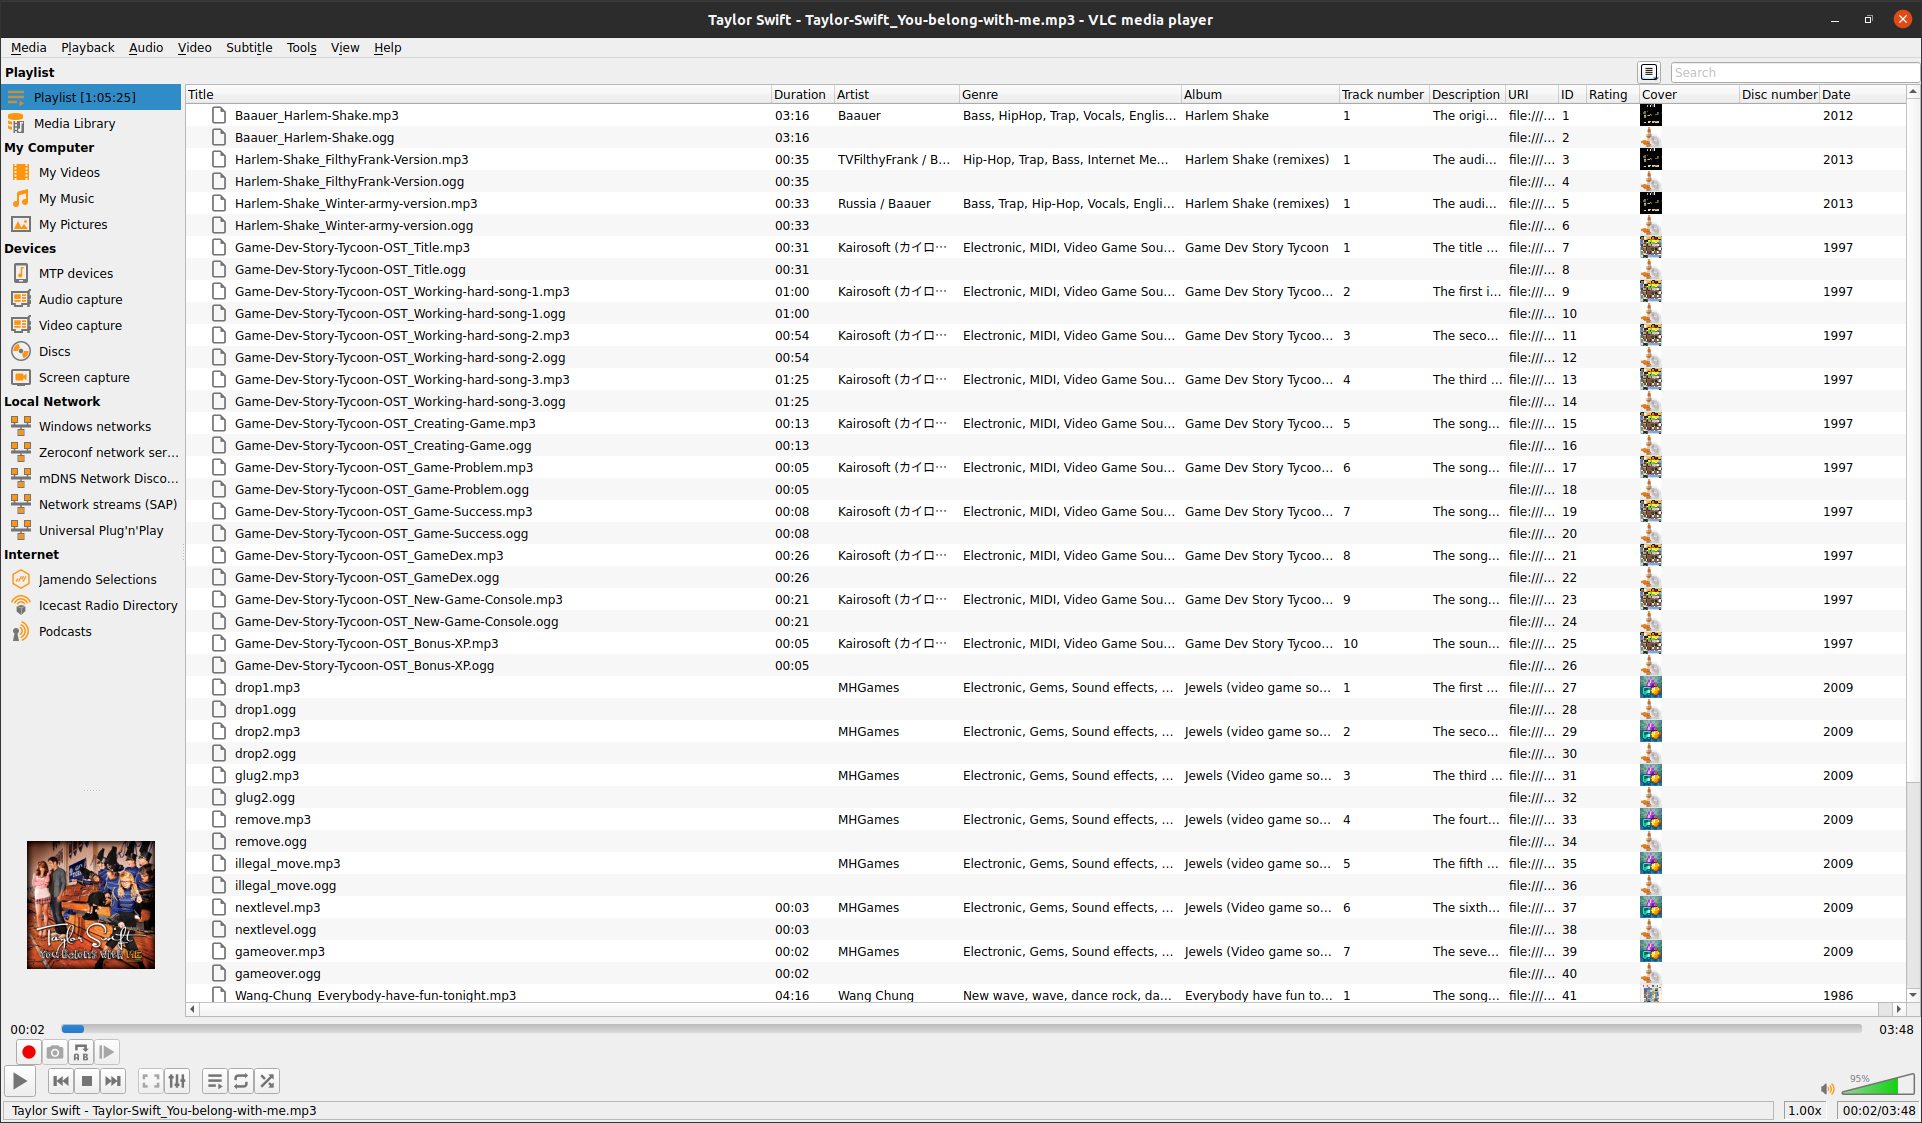 Taylor Swift - Taylor-Swift_You-belong-with-me.mp3 - VLC media player
Media Playback Audio Video Subtitle Tools View Help
Playlist
Search
Playlist [1:05:25]
Media Library
My Computer
My Videos
My Music
My Pictures
Devices
MTP devices
Audio capture
Video capture
Discs
Screen capture
Local Network
Windows networks
Zeroconf network ser...
mDNS Network Disco...
Network streams (SAP)
Universal Plug'n'Play
Internet
Jamendo Selections
Icecast Radio Directory
Podcasts
Taylor Swift
You Belong With Me
Title Duration Artist Genre Album Track number Description URI ID Rating Cover Disc number Date
Baauer_Harlem-Shake.mp3 03:16 Baauer Bass, HipHop, Trap, Vocals, Englis... Harlem Shake 1 The origi... file:///... 1 2012
Baauer_Harlem-Shake.ogg 03:16 file:///... 2
Harlem-Shake_FilthyFrank-Version.mp3 00:35 TVFilthyFrank / B... Hip-Hop, Trap, Bass, Internet Me... Harlem Shake (remixes) 1 The audi... file:///... 3 2013
Harlem-Shake_FilthyFrank-Version.ogg 00:35 file:///... 4
Harlem-Shake_Winter-army-version.mp3 00:33 Russia / Baauer Bass, Trap, Hip-Hop, Vocals, Engli... Harlem Shake (remixes) 1 The audi... file:///... 5 2013
Harlem-Shake_Winter-army-version.ogg 00:33 file:///... 6
Game-Dev-Story-Tycoon-OST_Title.mp3 00:31 Kairosoft (カイロ… Electronic, MIDI, Video Game Sou... Game Dev Story Tycoon 1 The title ... file:///... 7 1997
Game-Dev-Story-Tycoon-OST_Title.ogg 00:31 file:///... 8
Game-Dev-Story-Tycoon-OST_Working-hard-song-1.mp3 01:00 Kairosoft (カイロ… Electronic, MIDI, Video Game Sou... Game Dev Story Tycoo... 2 The first i... file:///... 9 1997
Game-Dev-Story-Tycoon-OST_Working-hard-song-1.ogg 01:00 file:///... 10
Game-Dev-Story-Tycoon-OST_Working-hard-song-2.mp3 00:54 Kairosoft (カイロ… Electronic, MIDI, Video Game Sou... Game Dev Story Tycoo... 3 The seco... file:///... 11 1997
Game-Dev-Story-Tycoon-OST_Working-hard-song-2.ogg 00:54 file:///... 12
Game-Dev-Story-Tycoon-OST_Working-hard-song-3.mp3 01:25 Kairosoft (カイロ… Electronic, MIDI, Video Game Sou... Game Dev Story Tycoo... 4 The third ... file:///... 13 1997
Game-Dev-Story-Tycoon-OST_Working-hard-song-3.ogg 01:25 file:///... 14
Game-Dev-Story-Tycoon-OST_Creating-Game.mp3 00:13 Kairosoft (カイロ… Electronic, MIDI, Video Game Sou... Game Dev Story Tycoo... 5 The song... file:///... 15 1997
Game-Dev-Story-Tycoon-OST_Creating-Game.ogg 00:13 file:///... 16
Game-Dev-Story-Tycoon-OST_Game-Problem.mp3 00:05 Kairosoft (カイロ… Electronic, MIDI, Video Game Sou... Game Dev Story Tycoo... 6 The song... file:///... 17 1997
Game-Dev-Story-Tycoon-OST_Game-Problem.ogg 00:05 file:///... 18
Game-Dev-Story-Tycoon-OST_Game-Success.mp3 00:08 Kairosoft (カイロ… Electronic, MIDI, Video Game Sou... Game Dev Story Tycoo... 7 The song... file:///... 19 1997
Game-Dev-Story-Tycoon-OST_Game-Success.ogg 00:08 file:///... 20
Game-Dev-Story-Tycoon-OST_GameDex.mp3 00:26 Kairosoft (カイロ… Electronic, MIDI, Video Game Sou... Game Dev Story Tycoo... 8 The song... file:///... 21 1997
Game-Dev-Story-Tycoon-OST_GameDex.ogg 00:26 file:///... 22
Game-Dev-Story-Tycoon-OST_New-Game-Console.mp3 00:21 Kairosoft (カイロ… Electronic, MIDI, Video Game Sou... Game Dev Story Tycoo... 9 The song... file:///... 23 1997
Game-Dev-Story-Tycoon-OST_New-Game-Console.ogg 00:21 file:///... 24
Game-Dev-Story-Tycoon-OST_Bonus-XP.mp3 00:05 Kairosoft (カイロ… Electronic, MIDI, Video Game Sou... Game Dev Story Tycoo... 10 The soun... file:///... 25 1997
Game-Dev-Story-Tycoon-OST_Bonus-XP.ogg 00:05 file:///... 26
drop1.mp3 MHGames Electronic, Gems, Sound effects, ... Jewels (video game so... 1 The first ... file:///... 27 2009
drop1.ogg file:///... 28
drop2.mp3 MHGames Electronic, Gems, Sound effects, ... Jewels (video game so... 2 The seco... file:///... 29 2009
drop2.ogg file:///... 30
glug2.mp3 MHGames Electronic, Gems, Sound effects, ... Jewels (Video game so... 3 The third ... file:///... 31 2009
glug2.ogg file:///... 32
remove.mp3 MHGames Electronic, Gems, Sound effects, ... Jewels (video game so... 4 The fourt... file:///... 33 2009
remove.ogg file:///... 34
illegal_move.mp3 MHGames Electronic, Gems, Sound effects, ... Jewels (video game so... 5 The fifth ... file:///... 35 2009
illegal_move.ogg file:///... 36
nextlevel.mp3 00:03 MHGames Electronic, Gems, Sound effects, ... Jewels (Video game so... 6 The sixth... file:///... 37 2009
nextlevel.ogg 00:03 file:///... 38
gameover.mp3 00:02 MHGames Electronic, Gems, Sound effects, ... Jewels (Video game so... 7 The seve... file:///... 39 2009
gameover.ogg 00:02 file:///... 40
Wang-Chung_Everybody-have-fun-tonight.mp3 04:16 Wang Chung New wave, wave, dance rock, da... Everybody have fun to... 1 The song... file:///... 41 1986
00:02 03:48
AB
95%
Taylor Swift - Taylor-Swift_You-belong-with-me.mp3 1.00x 00:02/03:48